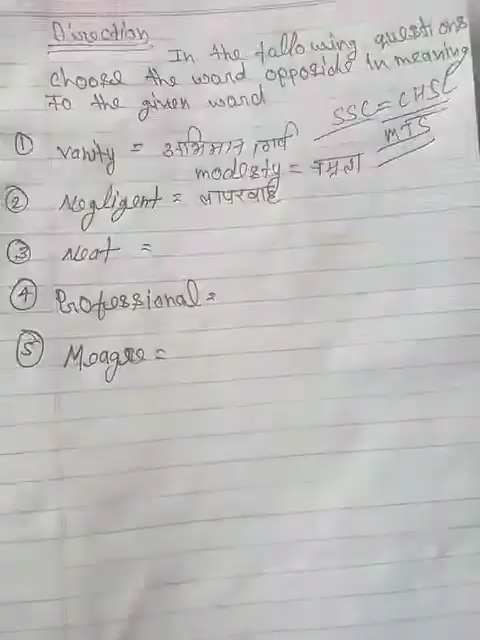 Direction
In the following questions
choose the word opposide in meaning
to the given word
SSC = CHSL
MTS
① Vanity = अभिमान, गर्व
modesty = नम्रता
② Negligent = लापरवाह
③ Neat =
④ Professional =
⑤ Meagre =